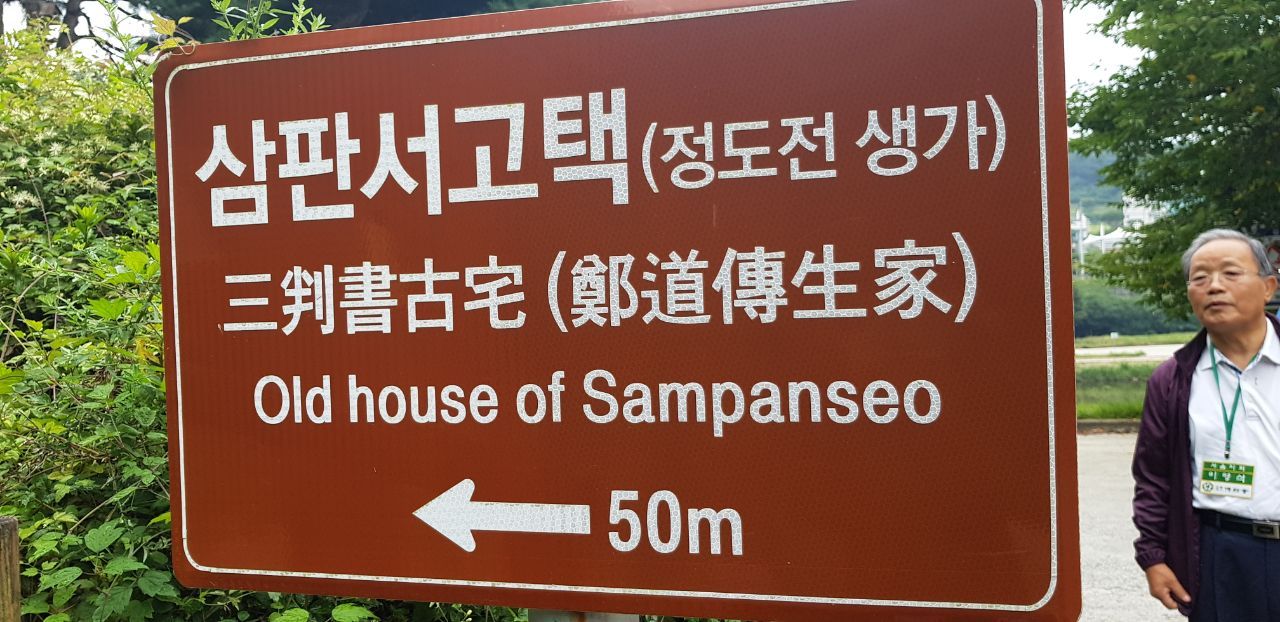 삼판서고택 (정도전 생가)
三判書古宅 (鄭道傳生家)
Old house of Sampanseo
50m